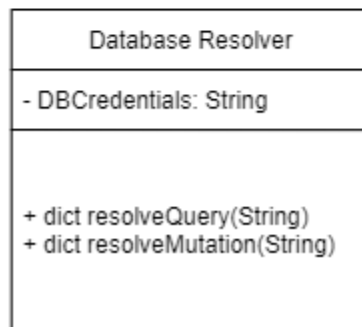 Database Resolver
- DBCredentials: String
+ dict resolveQuery(String)
+ dict resolveMutation(String)